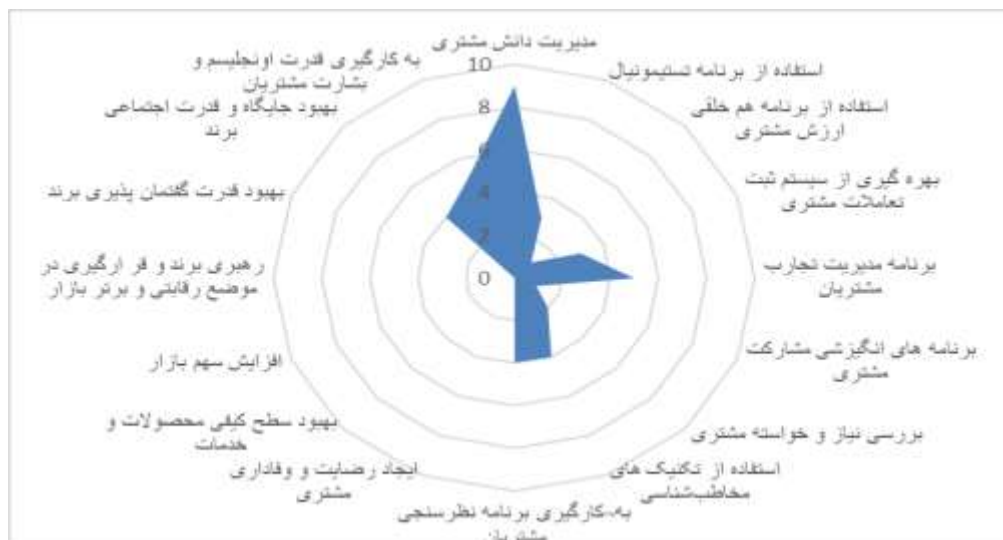 مدیریت دانش مشتری
استفاده از برنامه تستیمونیال
استفاده از برنامه هم خلقی
ارزش مشتری
بهره گیری از سیستم ثبت
تعاملات مشتری
برنامه مدیریت تجارب
مشتریان
برنامه های انگیزشی مشارکت
مشتری
بررسی نیاز و خواسته مشتری
استفاده از تکنیک های
مخاطب‌شناسی
به‌کارگیری برنامه نظرسنجی
مشتریان
ایجاد رضایت و وفاداری
مشتری
بهبود سطح کیفی محصولات و
خدمات
افزایش سهم بازار
رهبری برند و قر ارگیری در
موضع رقابتی و برتر بازار
بهبود قدرت گفتمان پذیری برند
بهبود جایگاه و قدرت اجتماعی
برند
به کارگیری قدرت اونجلیسم و
بشارت مشتریان
10
8
6
4
2
0